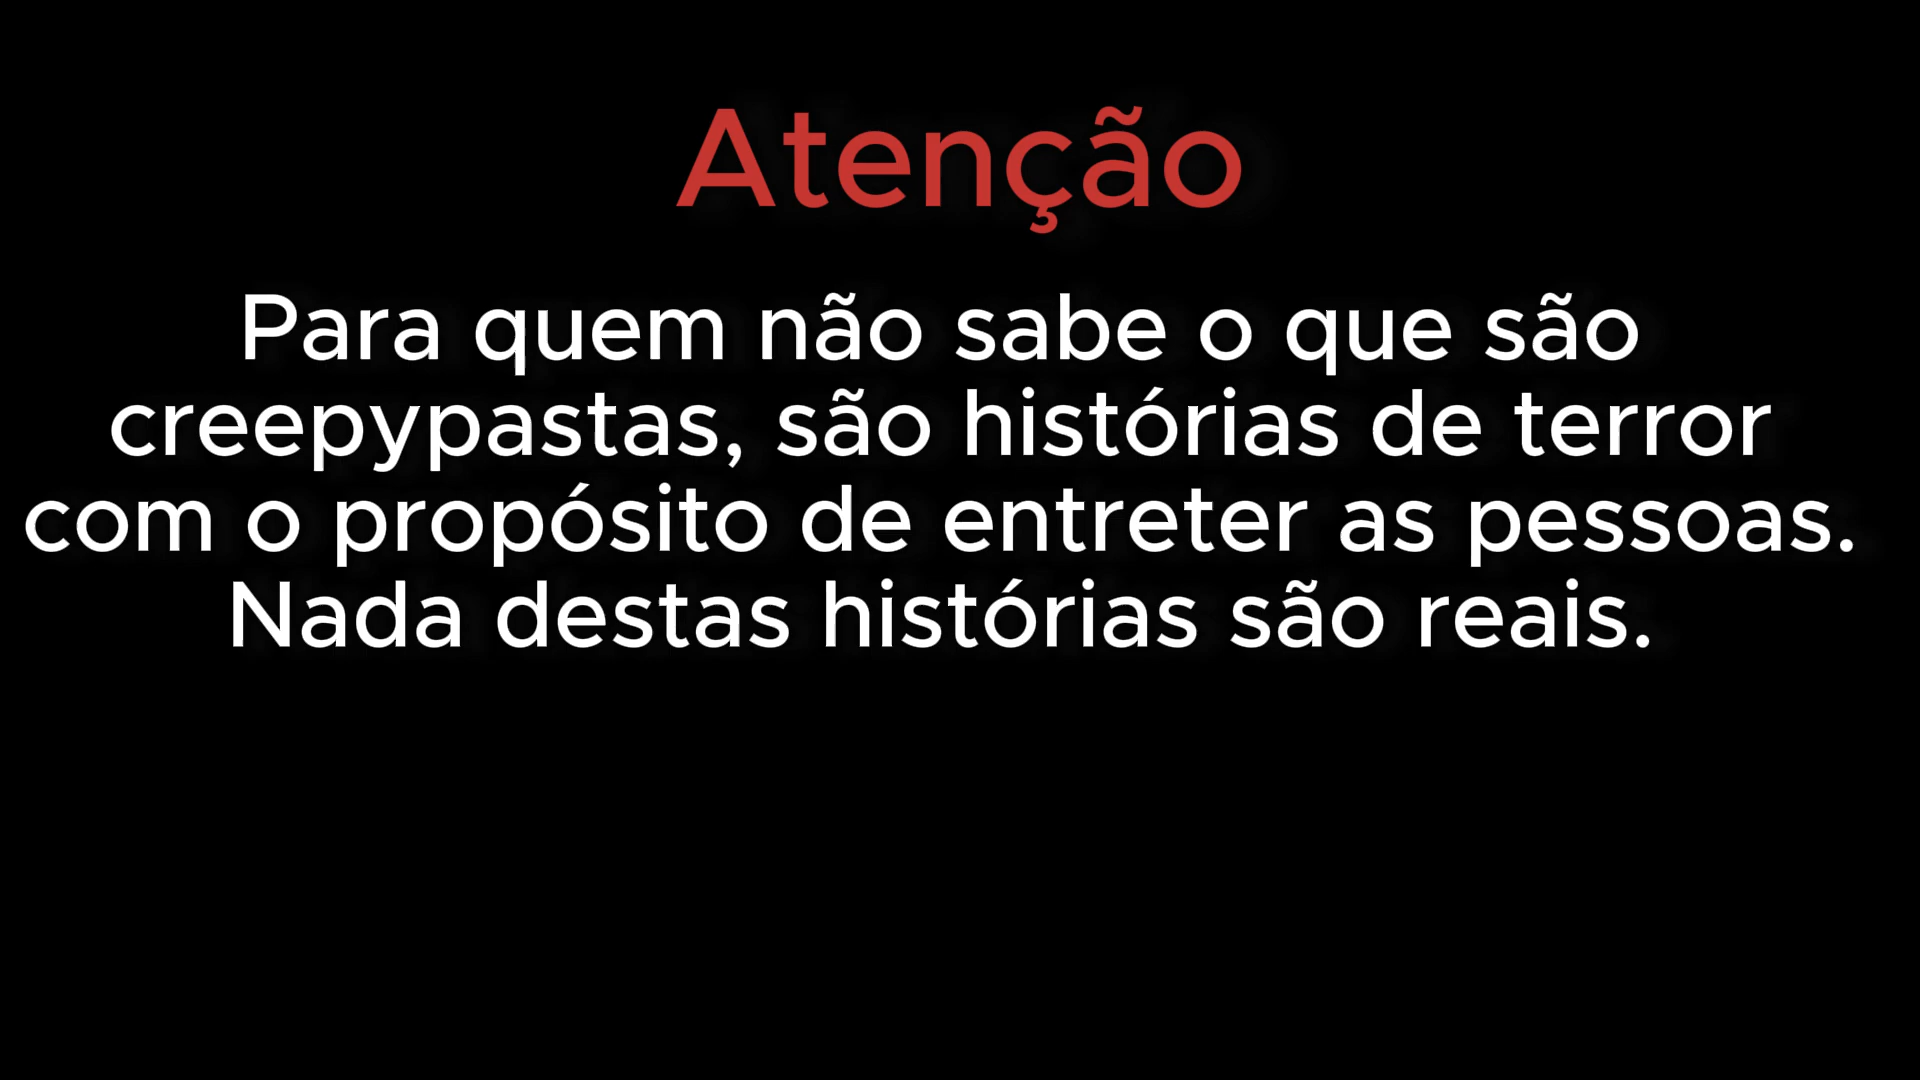 Atenção
Para quem não sabe o que são
creepypastas, são histórias de terror
com o propósito de entreter as pessoas.
Nada destas histórias são reais.